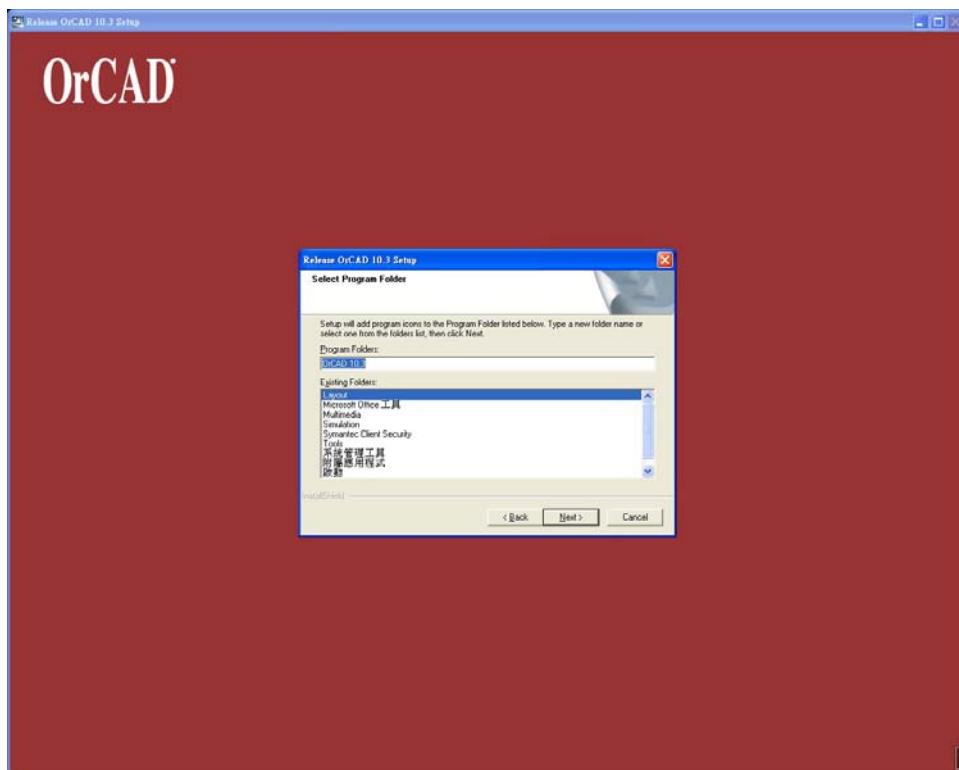 Release OrCAD 10.3 Setup
OrCAD
Release OrCAD 10.3 Setup
Select Program Folder
Setup will add program icons to the Program Folder listed below. Type a new folder name or
select one from the folders list, then click Next.
Program Folders:
OrCAD 10.3
Existing Folders:
Layout
Microsoft Office 工具
Multimedia
Simulation
Symantec Client Security
Tools
系統管理工具
附屬應用程式
啟動
InstallShield
< Back
Next >
Cancel